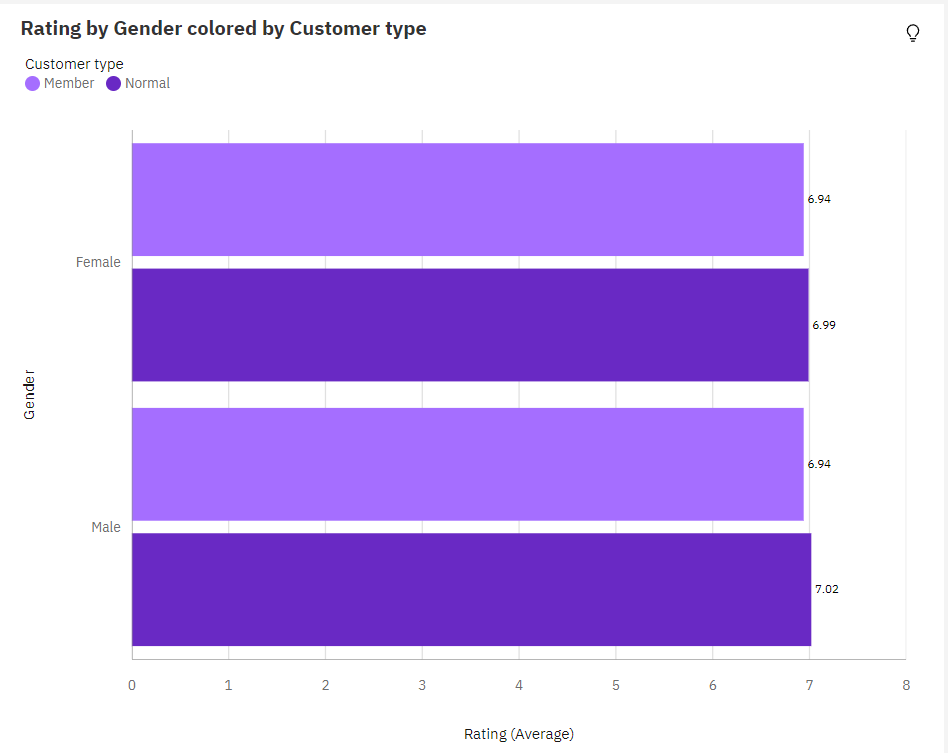 Rating by Gender colored by Customer type
Customer type
Member Normal
6.94
Female
6.99
Gender
6.94
Male
7.02
0 1 2 3 4 5 6 7 8
Rating (Average)